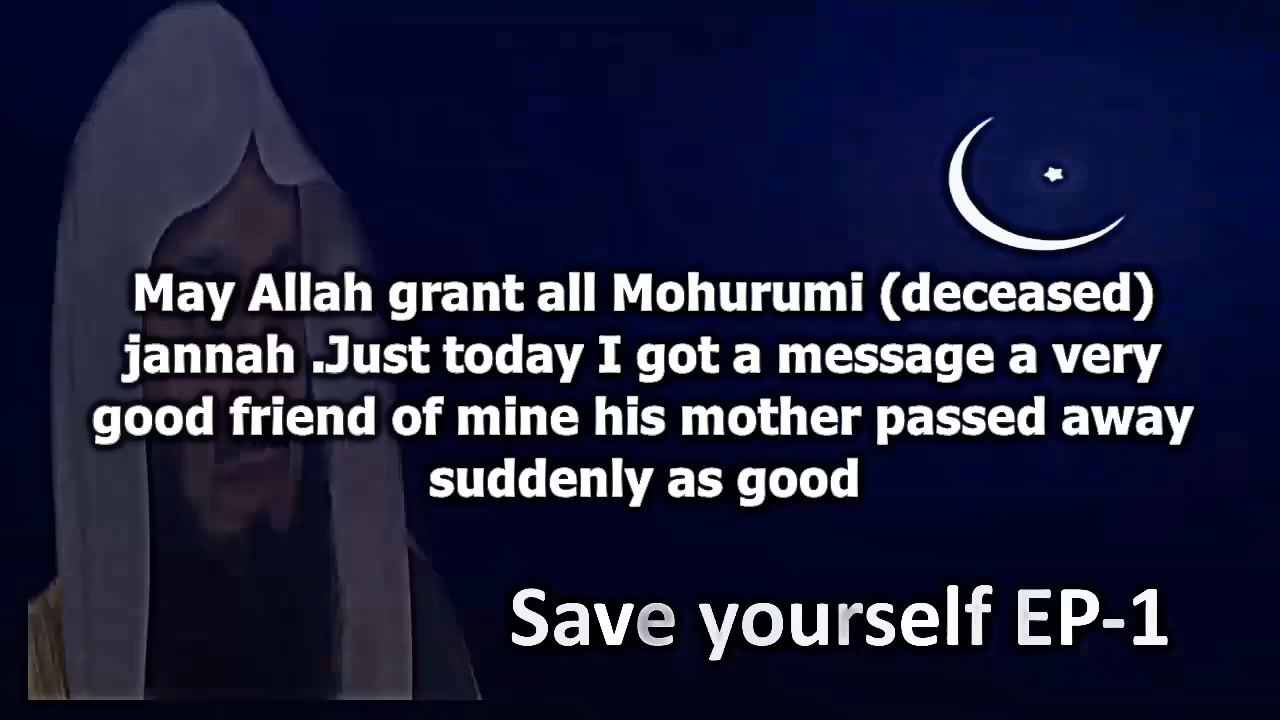 May Allah grant all Mohurumi (deceased)
jannah .Just today I got a message a very
good friend of mine his mother passed away
suddenly as good
Save yourself EP-1